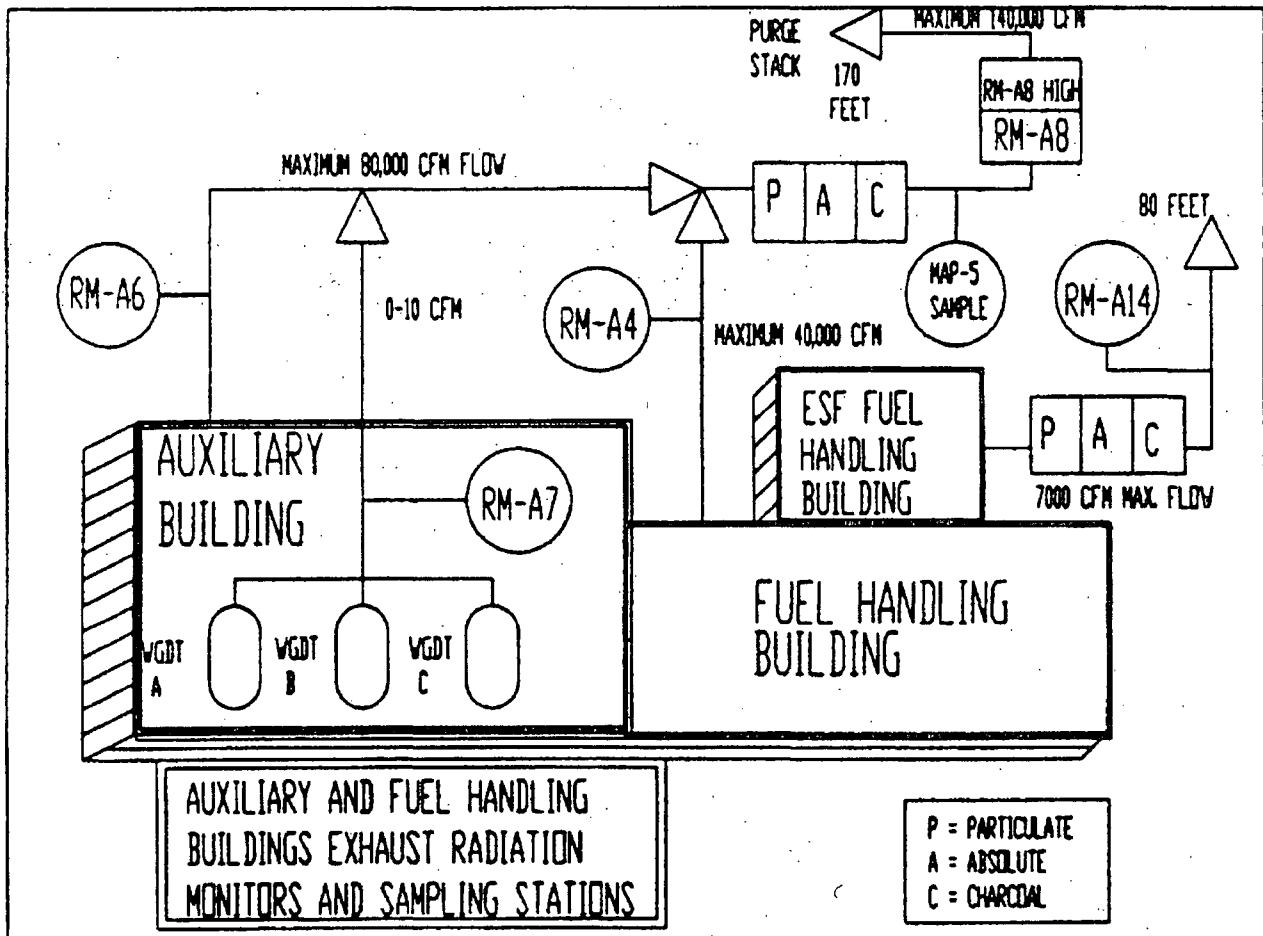 MAXIMUM 140,000 CFM
PURGE
STACK
170
FEET
RM-A8 HIGH
RM-A8
MAXIMUM 80,000 CFM FLOW
P A C
80 FEET
RM-A6
0-10 CFM
RM-A4
MAP-5
SAMPLE
RM-A14
MAXIMUM 40,000 CFM
ESF FUEL
HANDLING
BUILDING
P A C
7000 CFM MAX. FLOW
AUXILIARY
BUILDING
RM-A7
WGDT
A
WGDT
B
WGDT
C
FUEL HANDLING
BUILDING
AUXILIARY AND FUEL HANDLING
BUILDINGS EXHAUST RADIATION
MONITORS AND SAMPLING STATIONS
P = PARTICULATE
A = ABSOLUTE
C = CHARCOAL